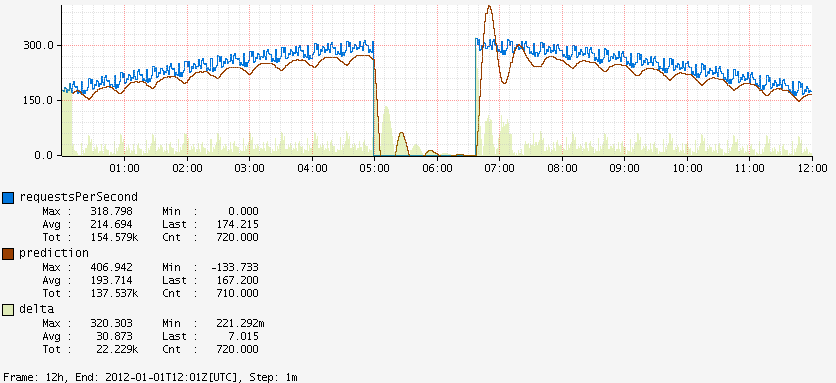 300.0
150.0
0.0
01:00 02:00 03:00 04:00 05:00 06:00 07:00 08:00 09:00 10:00 11:00 12:00
requestsPerSecond
Max : 318.798 Min : 0.000
Avg : 214.694 Last : 174.215
Tot : 154.579k Cnt : 720.000
prediction
Max : 406.942 Min : -133.733
Avg : 193.714 Last : 167.200
Tot : 137.537k Cnt : 710.000
delta
Max : 320.303 Min : 221.292m
Avg : 30.873 Last : 7.015
Tot : 22.229k Cnt : 720.000
Frame: 12h, End: 2012-01-01T12:01Z[UTC], Step: 1m